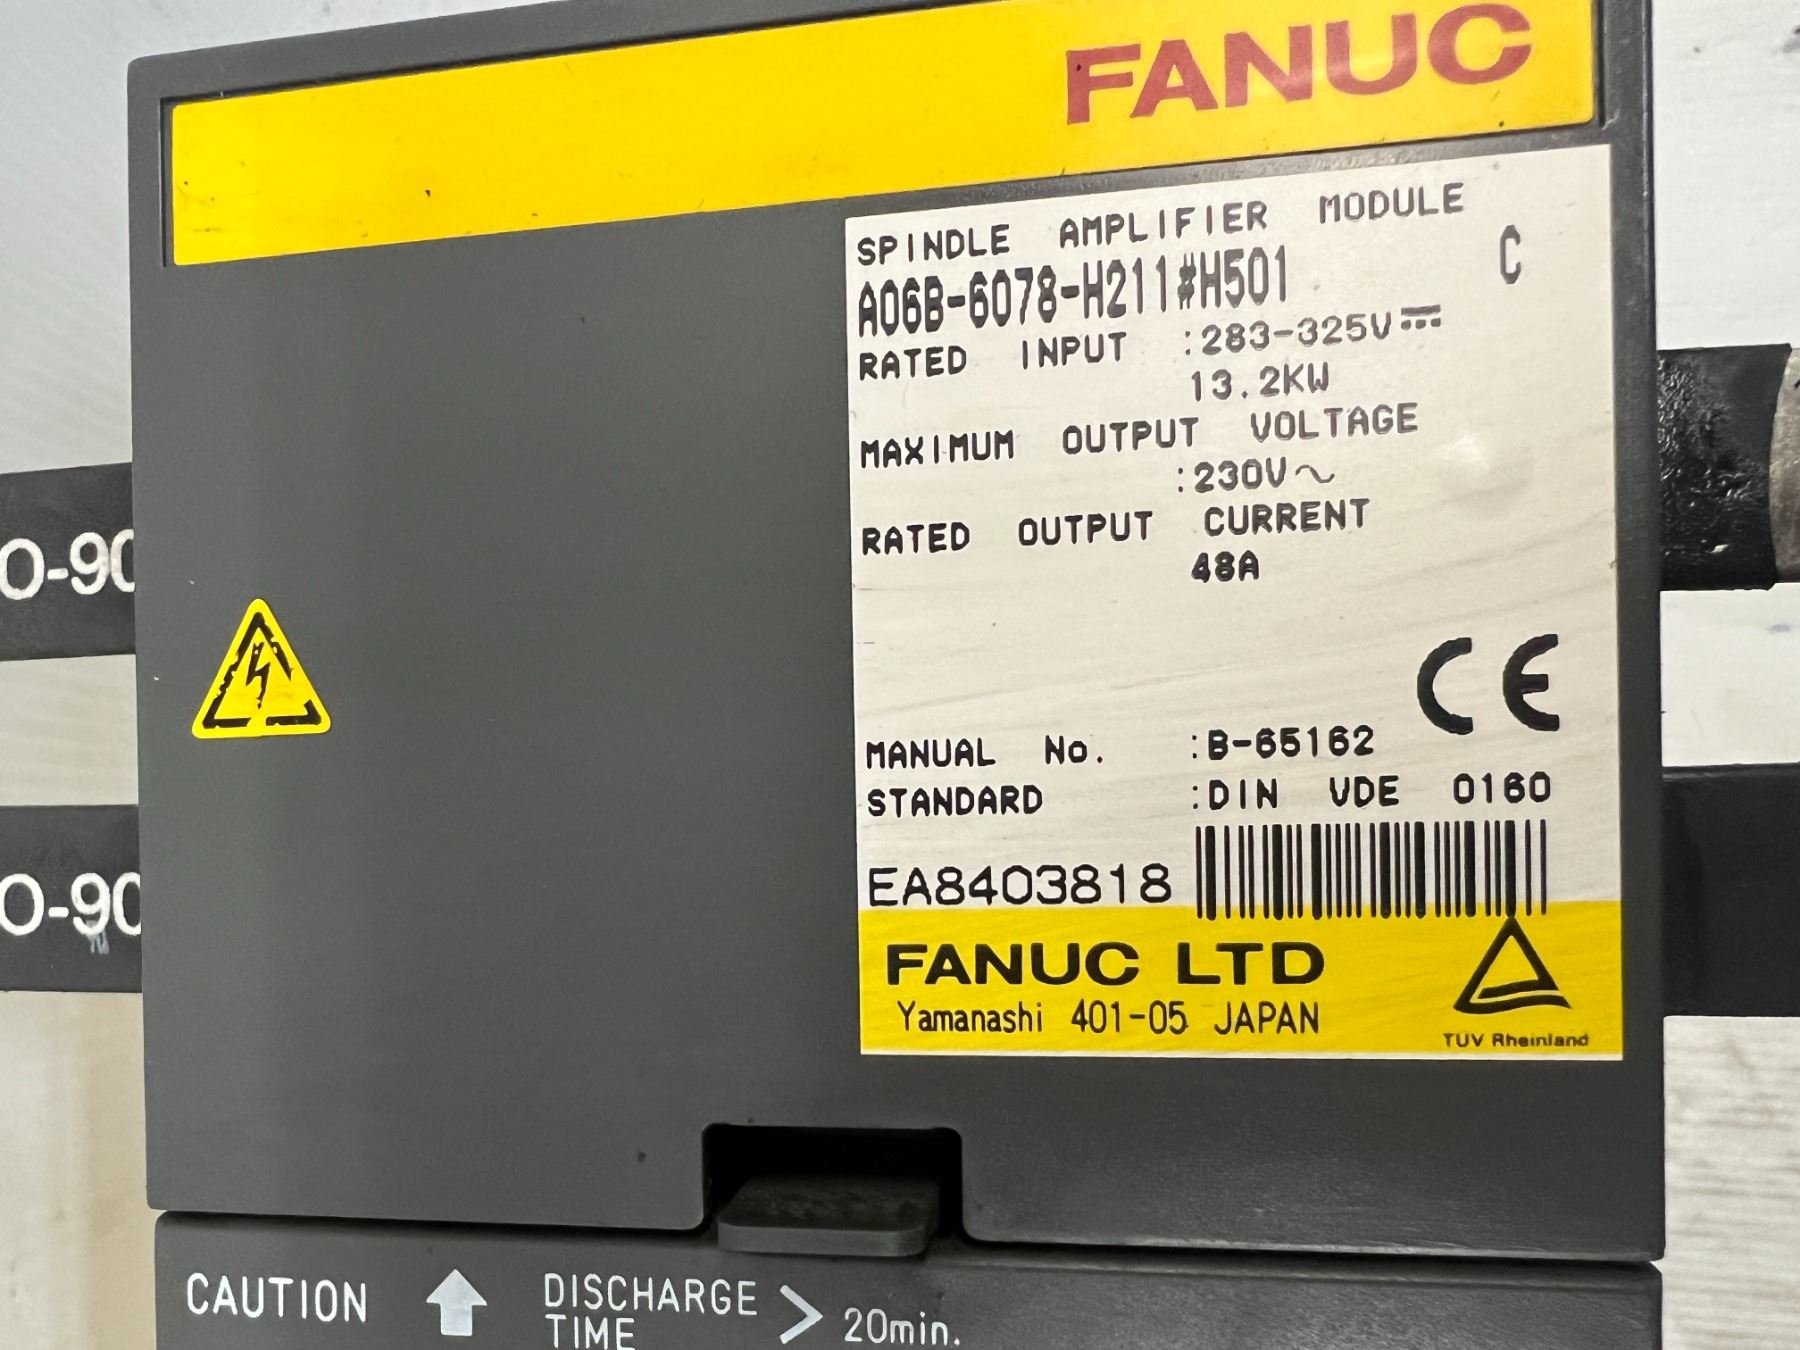 FANUC
SPINDLE AMPLIFIER MODULE
A06B-6078-H211#H501 C
RATED INPUT :283-325V⎓
13.2KW
MAXIMUM OUTPUT VOLTAGE
:230V~
RATED OUTPUT CURRENT
48A
CE
MANUAL No. :B-65162
STANDARD :DIN VDE 0160
EA8403818
FANUC LTD
Yamanashi 401-05 JAPAN
TUV Rheinland
O-90
O-90
CAUTION DISCHARGE TIME > 20min.